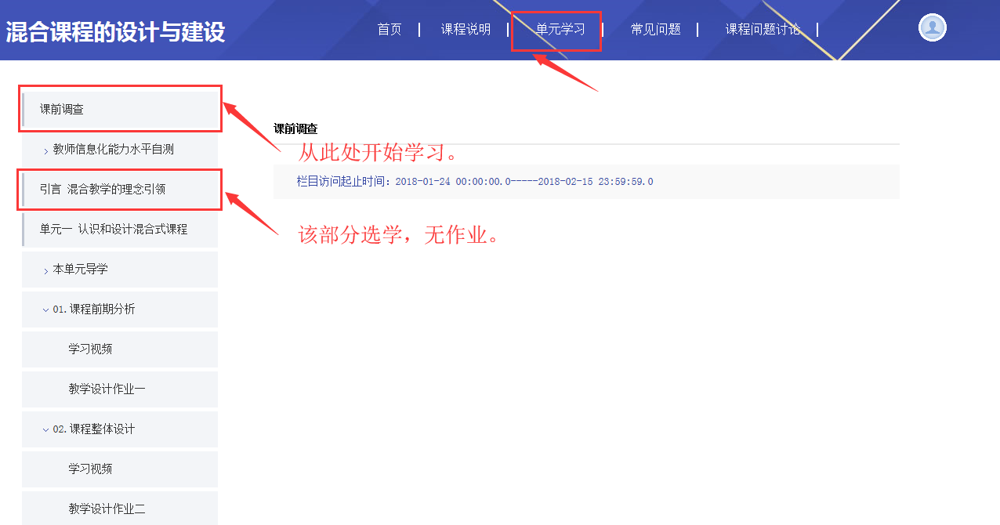 混合课程的设计与建设
首页 课程说明 单元学习 常见问题 课程问题讨论
课前调查
教师信息化能力水平自测
引言 混合教学的理念引领
单元一 认识和设计混合式课程
本单元导学
01.课程前期分析
学习视频
教学设计作业一
02.课程整体设计
学习视频
教学设计作业二
课前调查
从此处开始学习。
栏目访问起止时间：2018-01-24 00:00:00.0-----2018-02-15 23:59:59.0
该部分选学，无作业。